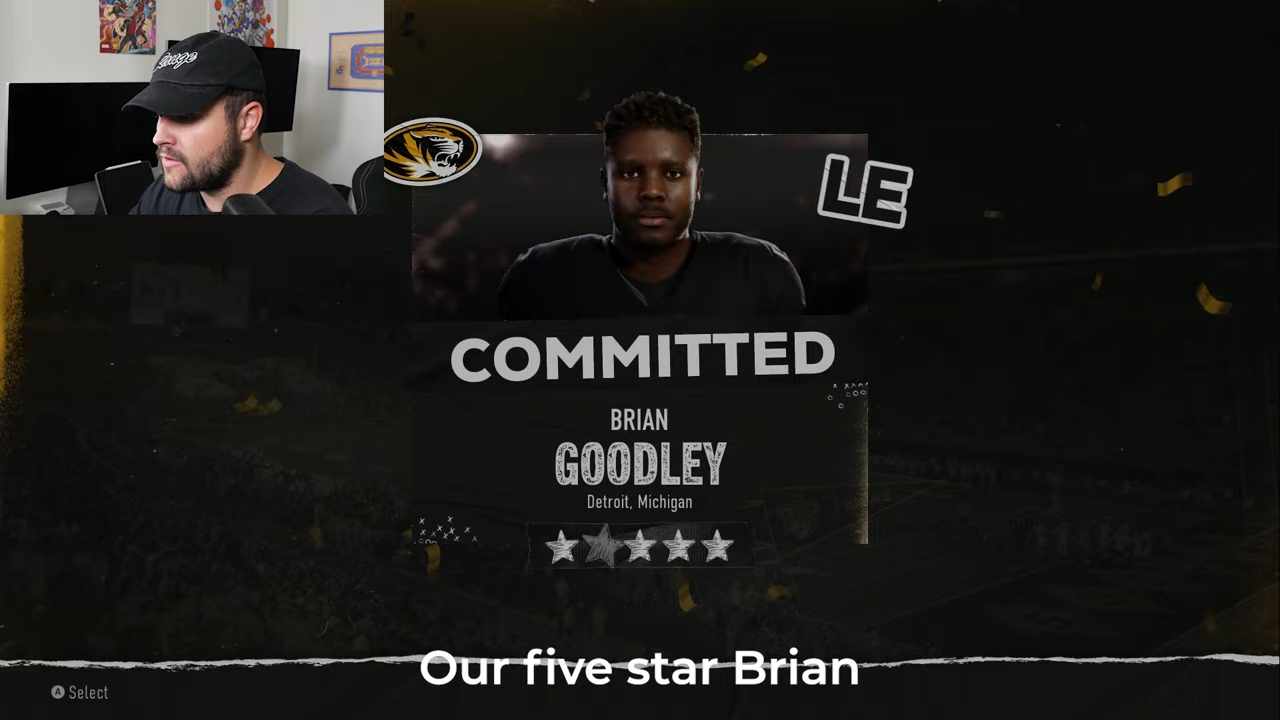 LE
COMMITTED
BRIAN
GOODLEY
Detroit, Michigan
Our five star Brian
A Select